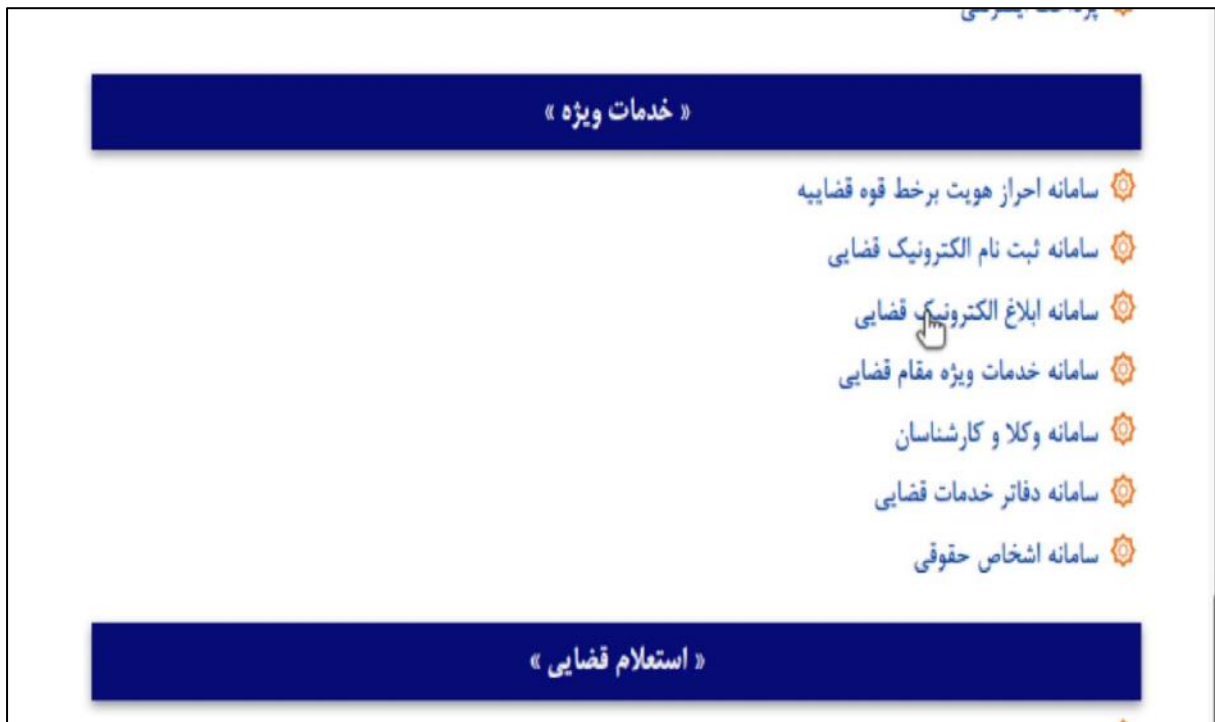 « خدمات ویژه »
سامانه احراز هویت برخط قوه قضاییه
سامانه ثبت نام الکترونیک قضایی
سامانه ابلاغ الکترونیک قضایی
سامانه خدمات ویژه مقام قضایی
سامانه وکلا و کارشناسان
سامانه دفاتر خدمات قضایی
سامانه اشخاص حقوقی
« استعلام قضایی »